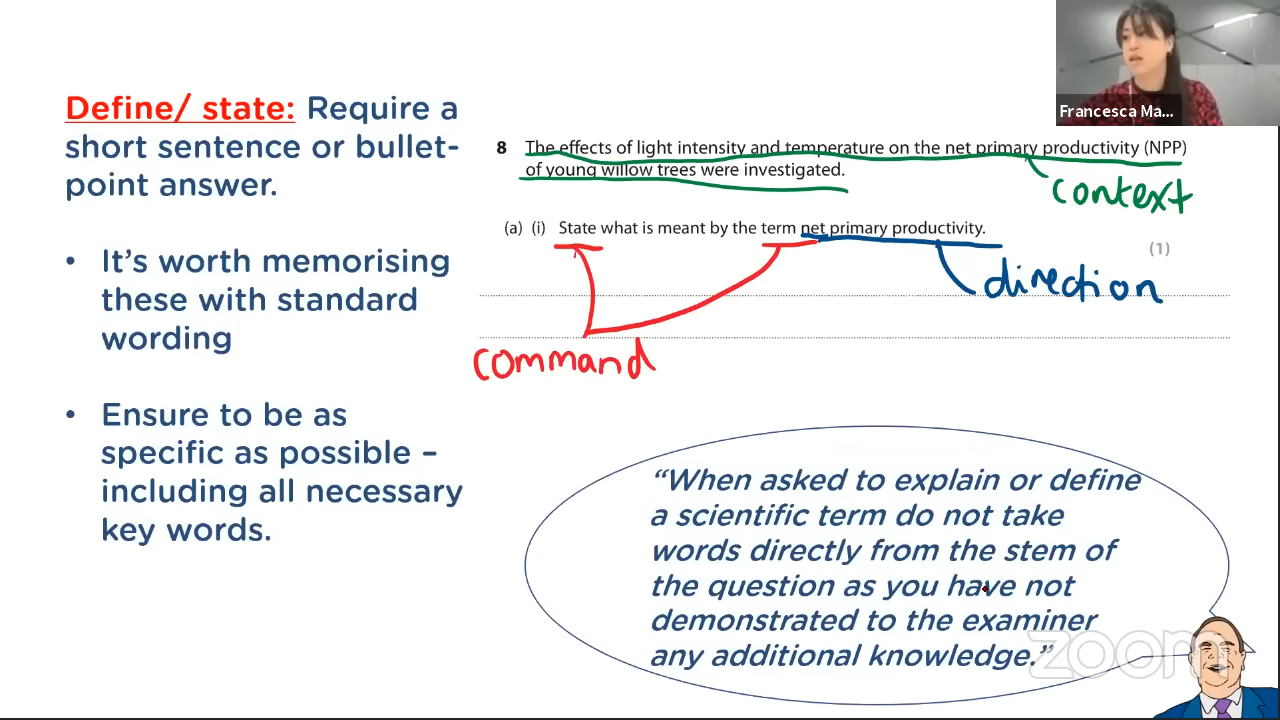 Francesca Ma...
Define/ state: Require a
short sentence or bullet-
point answer.
• It's worth memorising
these with standard
wording
• Ensure to be as
specific as possible –
including all necessary
key words.
8 The effects of light intensity and temperature on the net primary productivity (NPP)
of young willow trees were investigated.
context
(a) (i) State what is meant by the term net primary productivity.
(1)
direction
command
“When asked to explain or define
a scientific term do not take
words directly from the stem of
the question as you have not
demonstrated to the examiner
any additional knowledge.”
zoom